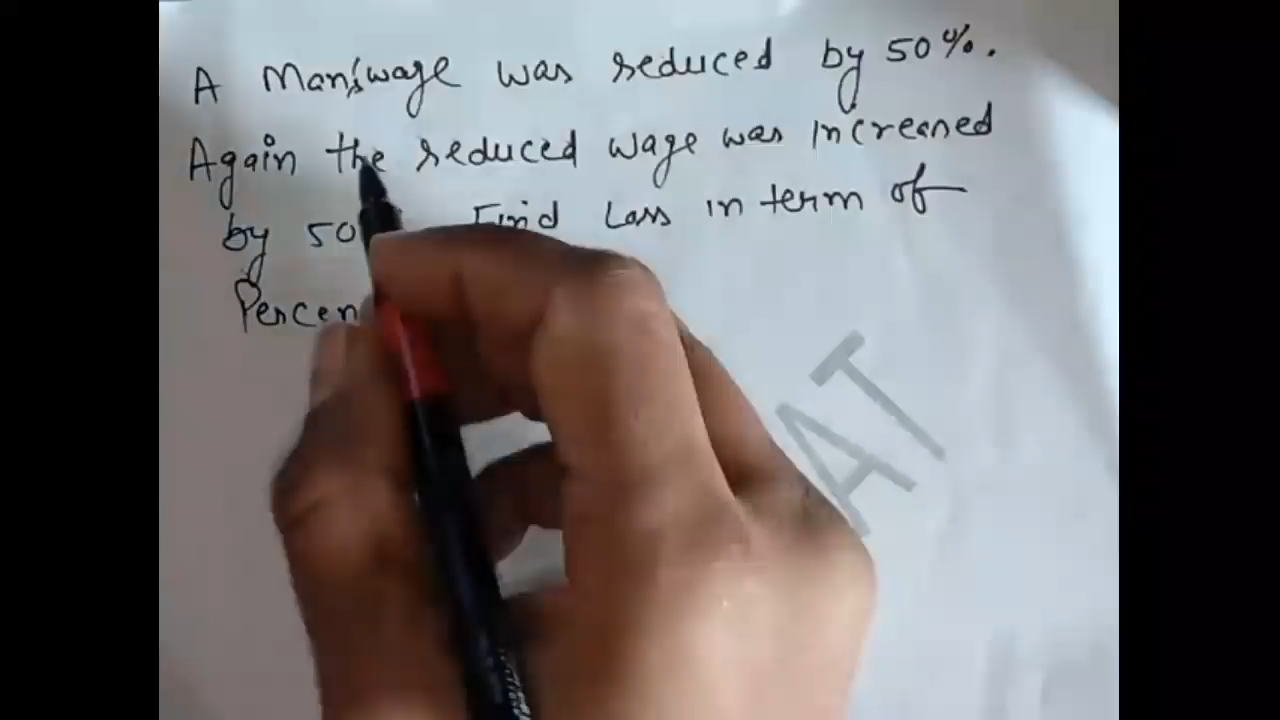 A Man's wage was reduced by 50%.
Again the reduced wage was increased
by 50 Find Loss in term of
Percen
AT